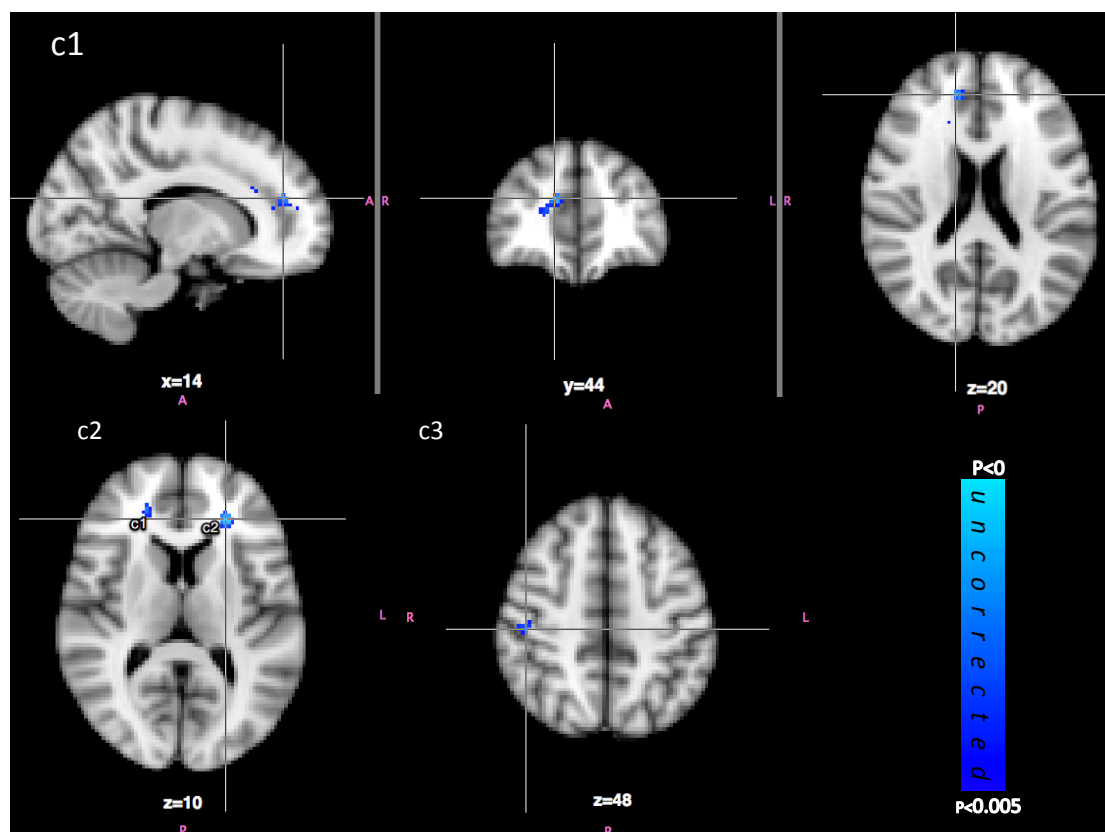 c1
A R
L R
x=14
y=44
z=20
A
A
P
c2
c3
P<0
uncorrected
c1
c2
L R
L
z=10
z=48
P<0.005
P
P